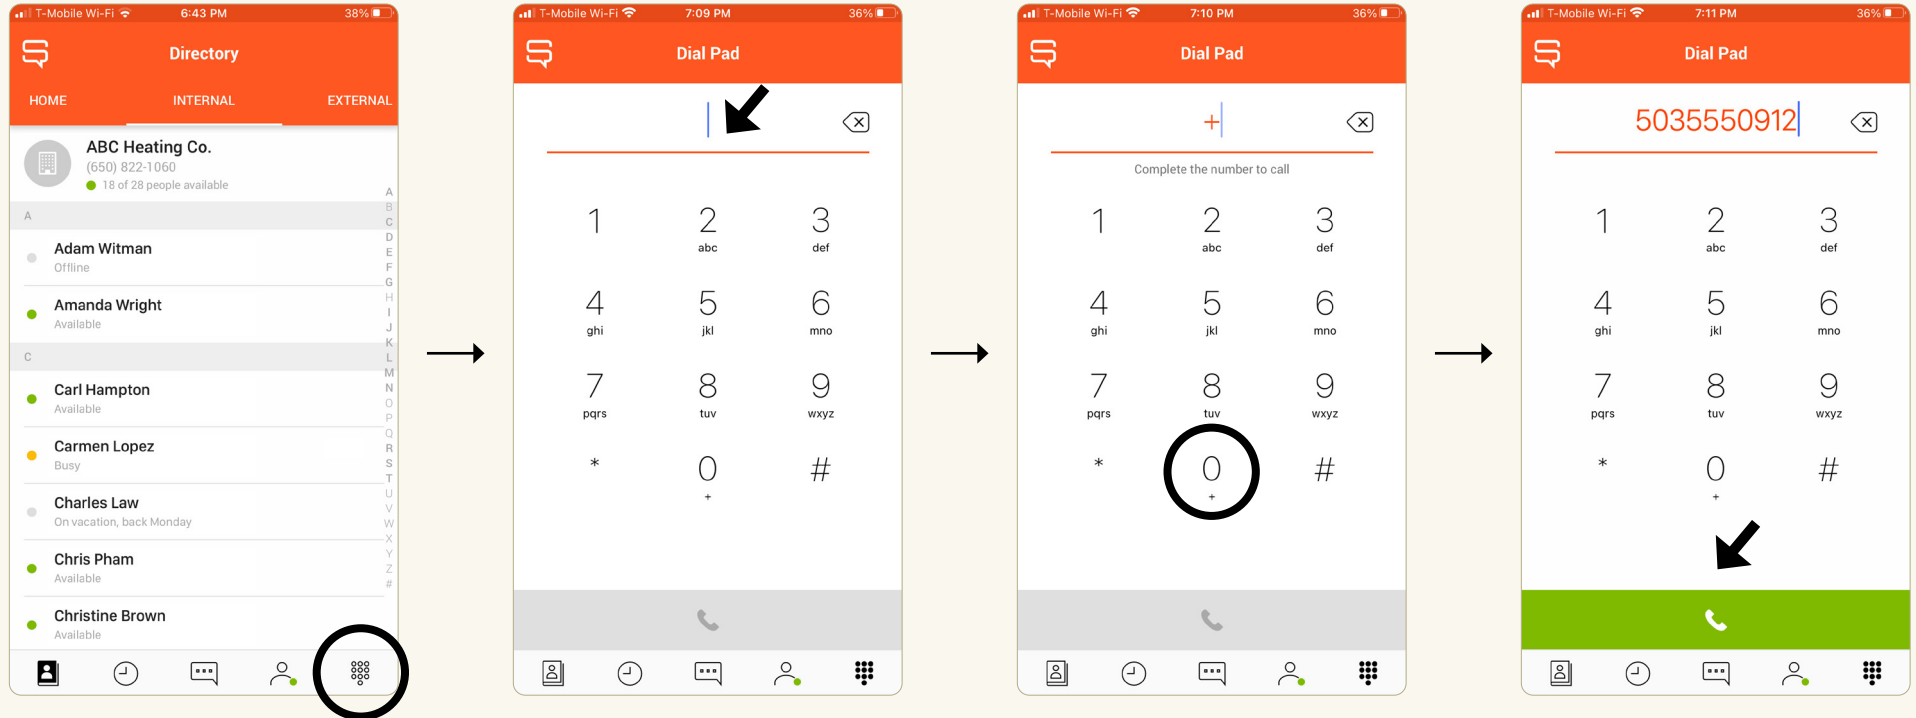 T-Mobile Wi-Fi 6:43 PM 38%
Directory
HOME INTERNAL EXTERNAL
ABC Heating Co.
(650) 822-1060
18 of 28 people available
A
Adam Witman
Offline
Amanda Wright
Available
C
Carl Hampton
Available
Carmen Lopez
Busy
Charles Law
On vacation, back Monday
Chris Pham
Available
Christine Brown
Available
A
B
C
D
E
F
G
H
I
J
K
L
M
N
O
P
Q
R
S
T
U
V
W
X
Y
Z
#
T-Mobile Wi-Fi 7:09 PM 36%
Dial Pad
1 2 3
abc def
4 5 6
ghi jkl mno
7 8 9
pqrs tuv wxyz
* 0 #
+
T-Mobile Wi-Fi 7:10 PM 36%
Dial Pad
+
Complete the number to call
1 2 3
abc def
4 5 6
ghi jkl mno
7 8 9
pqrs tuv wxyz
* 0 #
+
T-Mobile Wi-Fi 7:11 PM 36%
Dial Pad
5035550912
1 2 3
abc def
4 5 6
ghi jkl mno
7 8 9
pqrs tuv wxyz
* 0 #
+